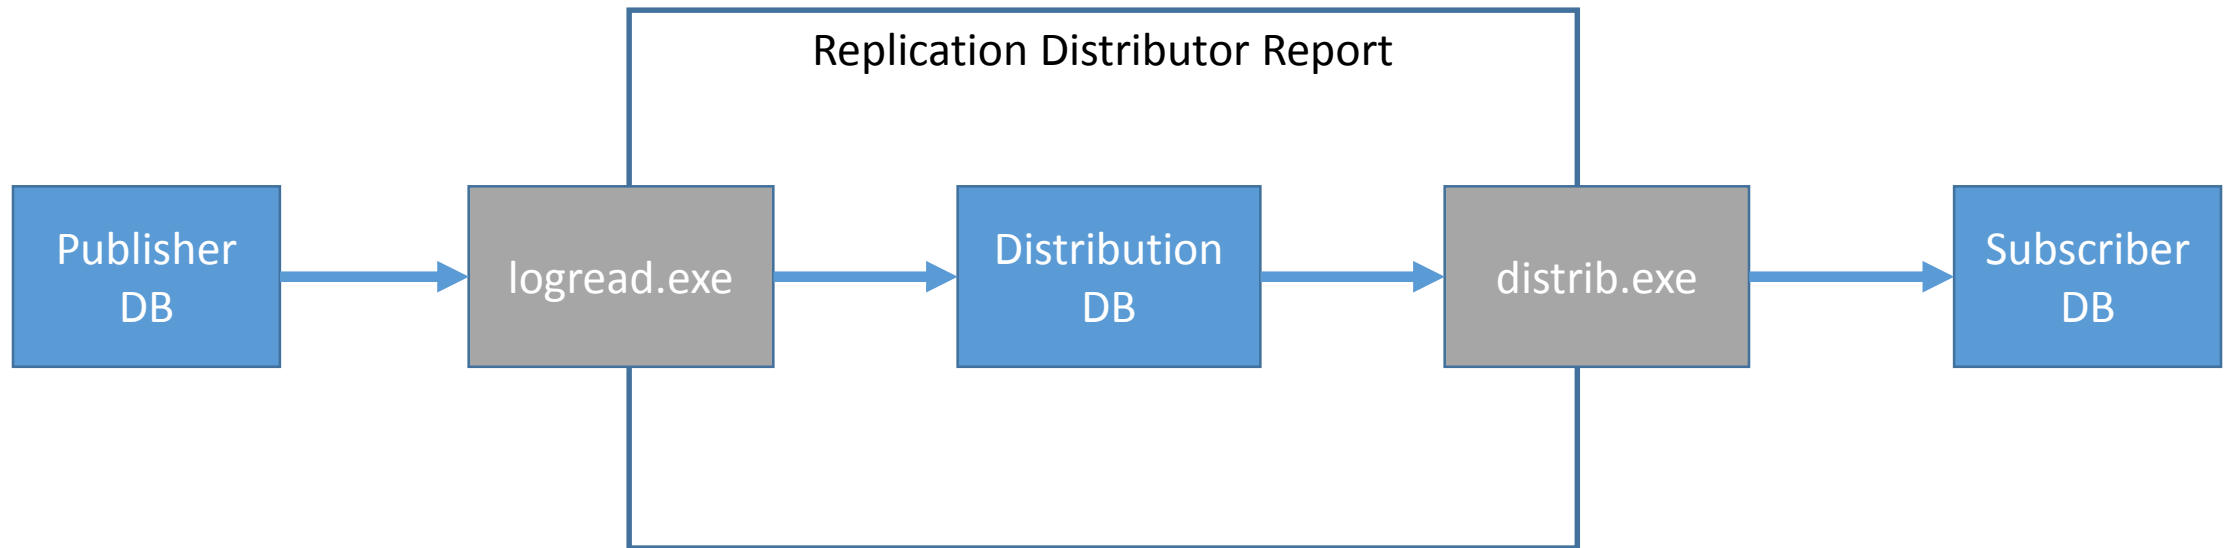 Replication Distributor Report
Publisher
DB
logread.exe
Distribution
DB
distrib.exe
Subscriber
DB